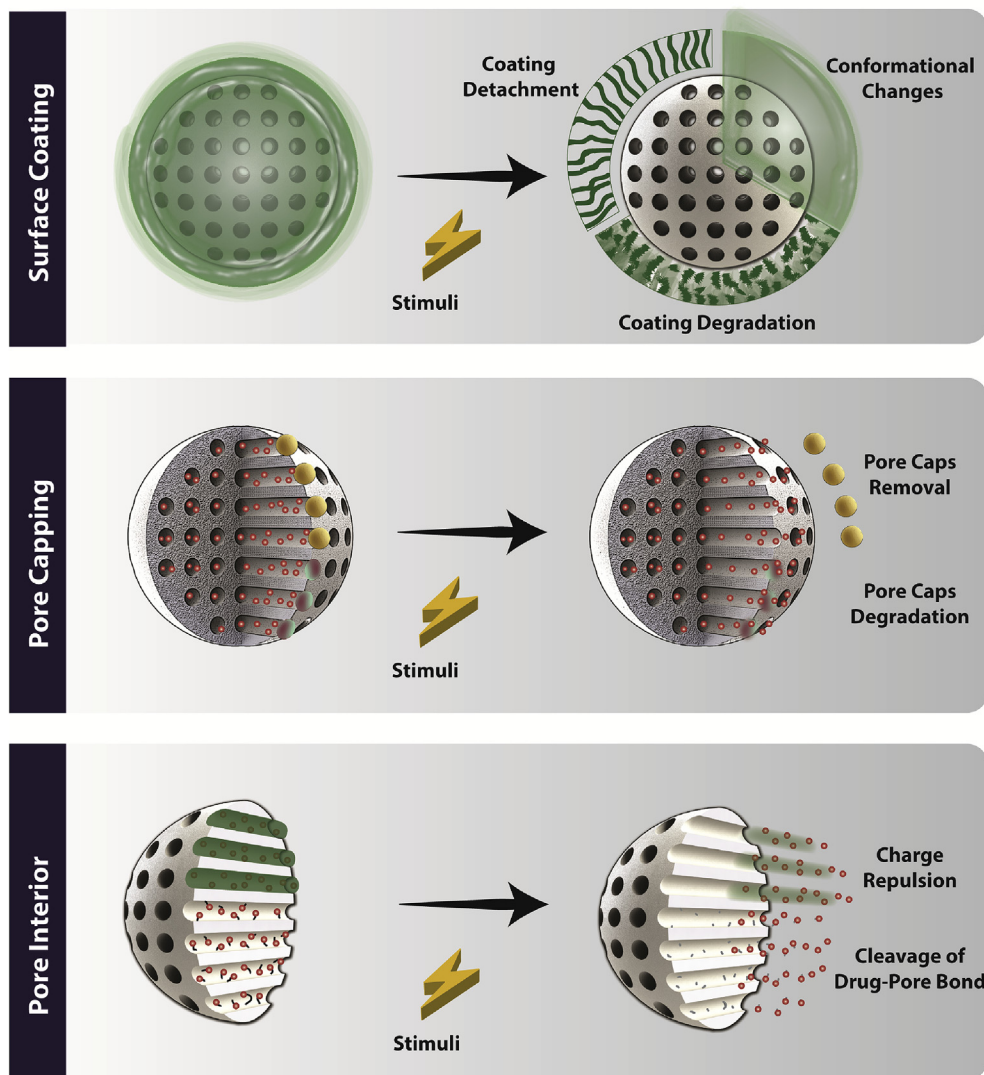 Surface Coating
Coating
Detachment
Conformational
Changes
Stimuli
Coating Degradation
Pore Capping
Pore Caps
Removal
Pore Caps
Degradation
Stimuli
Pore Interior
Charge
Repulsion
Cleavage of
Drug-Pore Bond
Stimuli